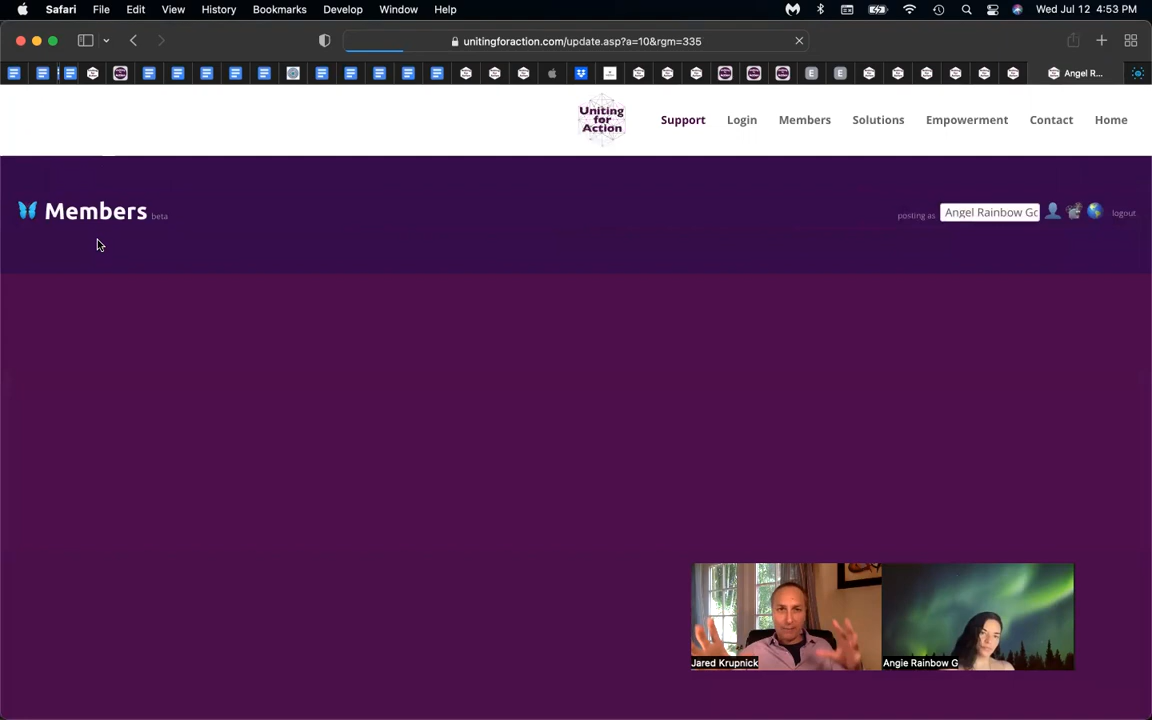 Safari File Edit View History Bookmarks Develop Window Help Wed Jul 12 4:53 PM
unitingforaction.com/update.asp?a=10&rgm=335
E E Angel R...
Uniting for Action
Support Login Members Solutions Empowerment Contact Home
Members beta
posting as Angel Rainbow Go logout
Jared Krupnick
Angie Rainbow G